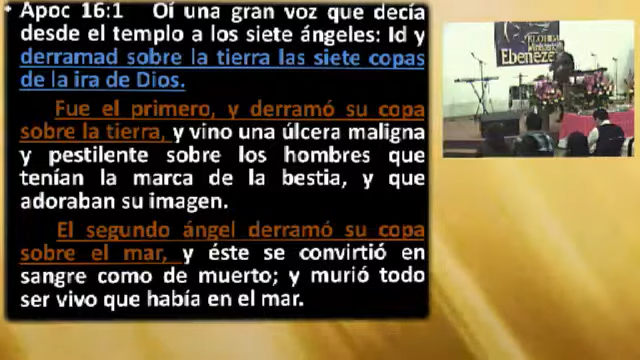 • Apoc 16:1 Oí una gran voz que decía
desde el templo a los siete ángeles: Id y
derramad sobre la tierra las siete copas
de la ira de Dios.
Fue el primero, y derramó su copa
sobre la tierra, y vino una úlcera maligna
y pestilente sobre los hombres que
tenían la marca de la bestia, y que
adoraban su imagen.
El segundo ángel derramó su copa
sobre el mar, y éste se convirtió en
sangre como de muerto; y murió todo
ser vivo que había en el mar.
Ebenezer